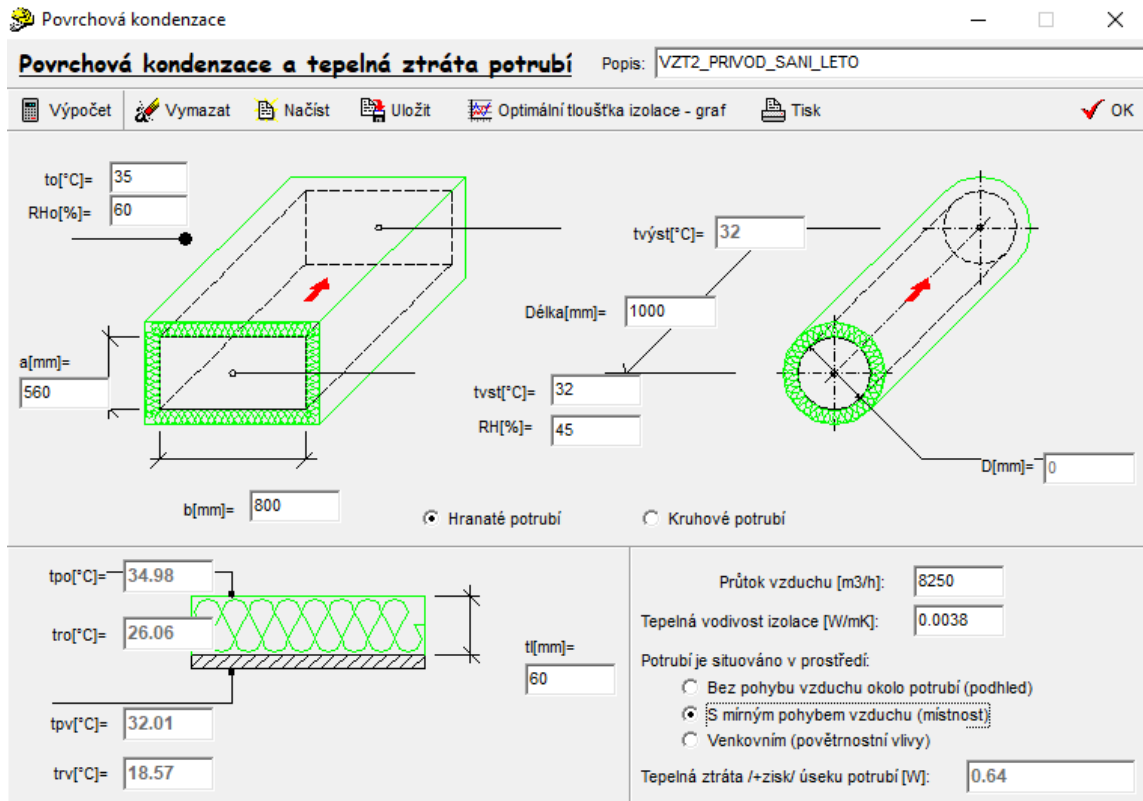 Povrchová kondenzace
Povrchová kondenzace a tepelná ztráta potrubí Popis: VZT2_PRIVOD_SANI_LETO
Výpočet Vymazat Načíst Uložit Optimální tloušťka izolace - graf Tisk OK
to[°C]= 35
RHo[%]= 60
tvýst[°C]= 32
Délka[mm]= 1000
a[mm]=
560
tvst[°C]= 32
RH[%]= 45
D[mm]= 0
b[mm]= 800
Hranaté potrubí Kruhové potrubí
tpo[°C]= 34.98
tro[°C]= 26.06
tl[mm]=
60
tpv[°C]= 32.01
trv[°C]= 18.57
Průtok vzduchu [m3/h]: 8250
Tepelná vodivost izolace [W/mK]: 0.0038
Potrubí je situováno v prostředí:
Bez pohybu vzduchu okolo potrubí (podhled)
S mírným pohybem vzduchu (místnost)
Venkovním (povětrnostní vlivy)
Tepelná ztráta /+zisk/ úseku potrubí [W]: 0.64